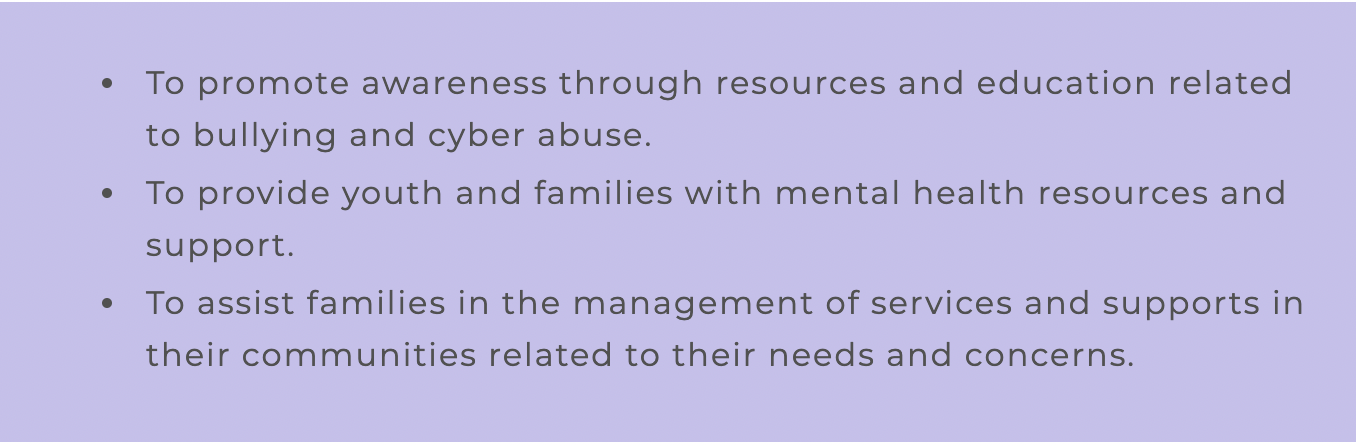 • To promote awareness through resources and education related
to bullying and cyber abuse.
• To provide youth and families with mental health resources and
support.
• To assist families in the management of services and supports in
their communities related to their needs and concerns.